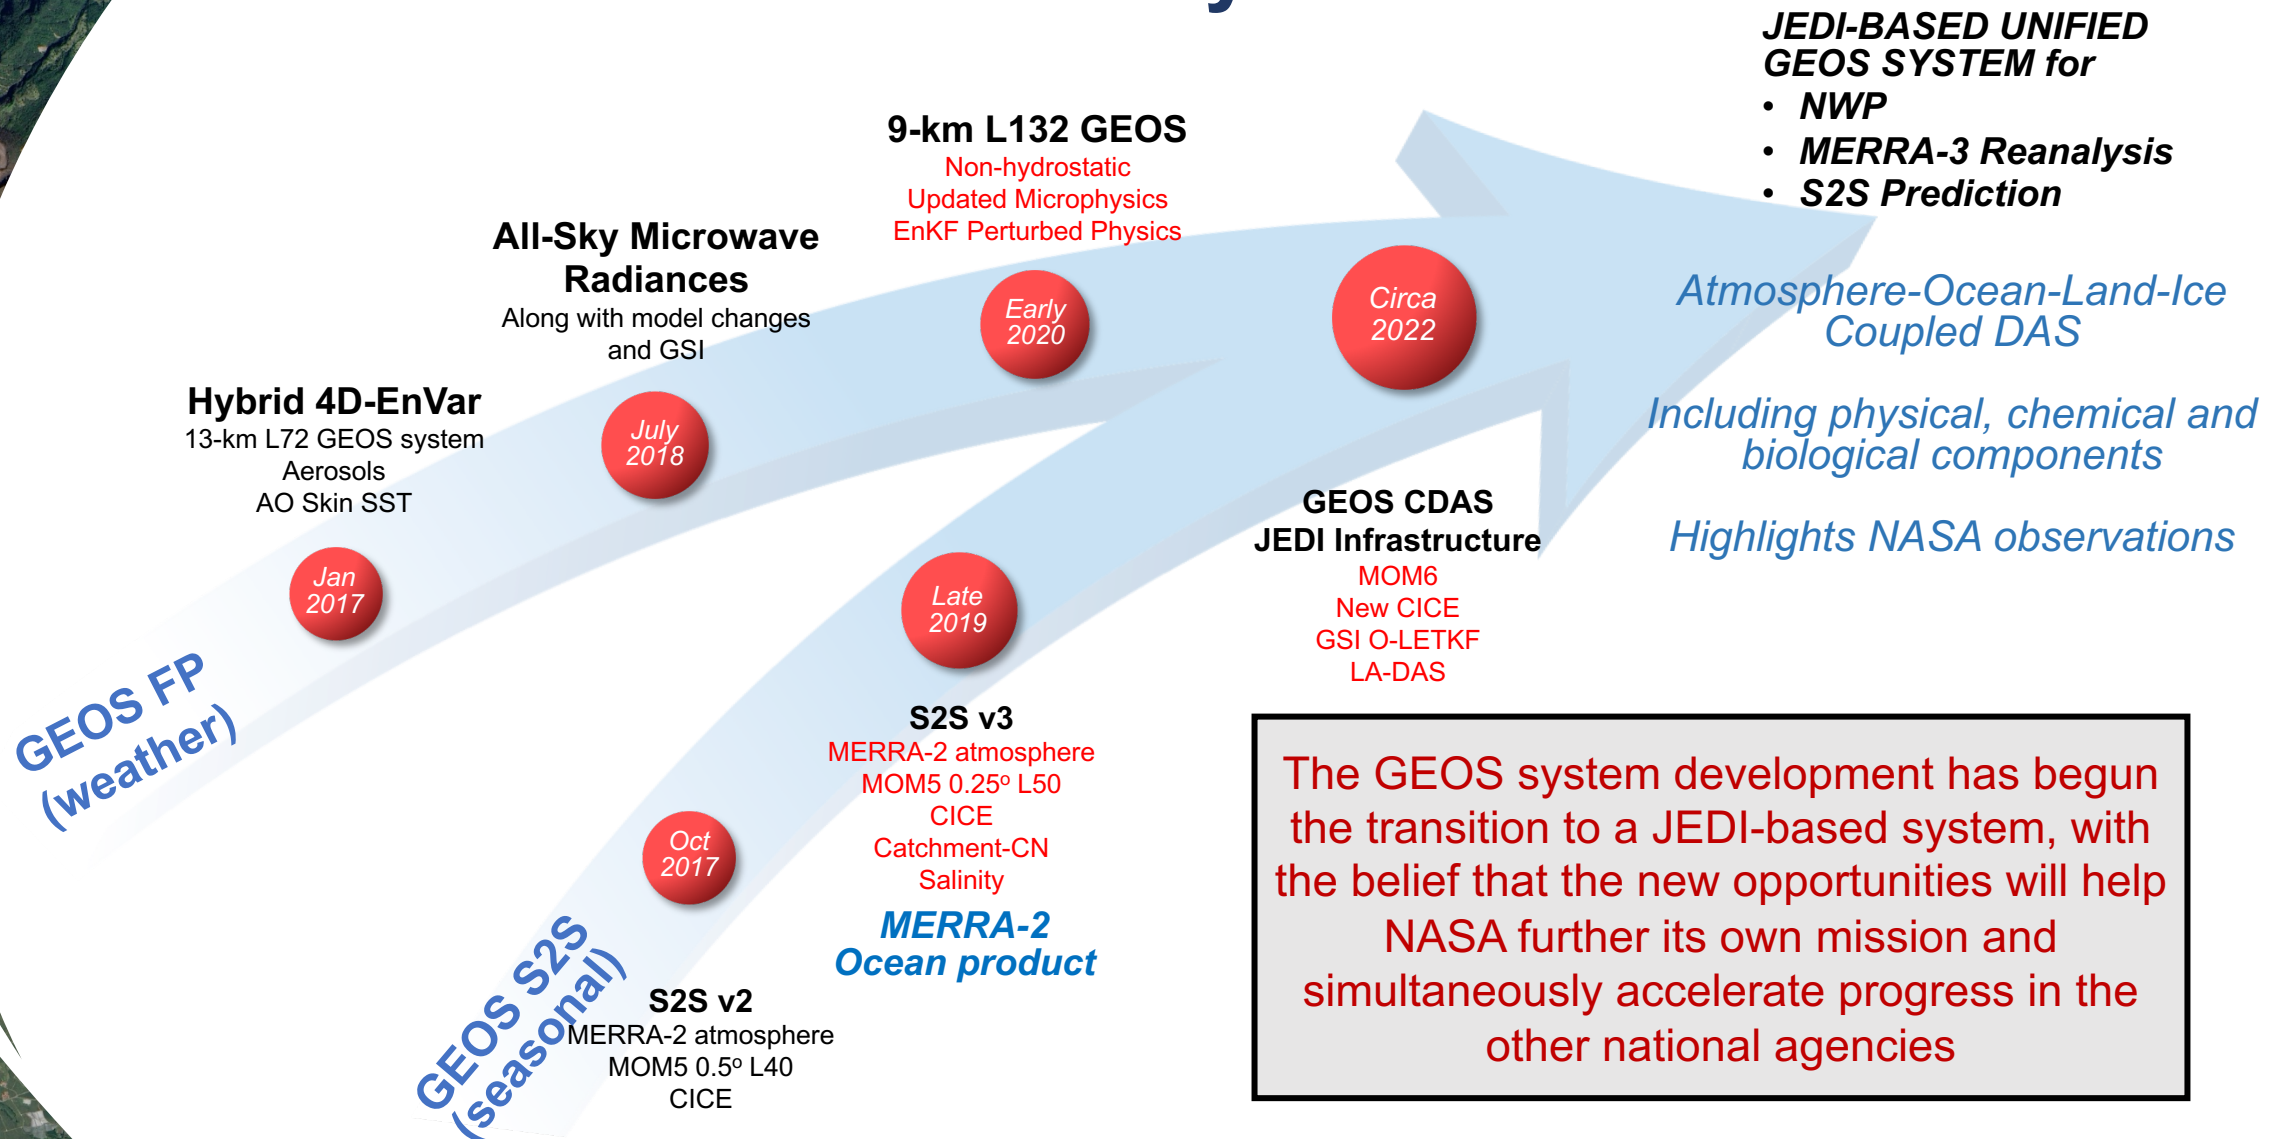 JEDI-BASED UNIFIED
GEOS SYSTEM for
• NWP
• MERRA-3 Reanalysis
• S2S Prediction
9-km L132 GEOS
Non-hydrostatic
Updated Microphysics
EnKF Perturbed Physics
All-Sky Microwave
Radiances
Along with model changes
and GSI
Hybrid 4D-EnVar
13-km L72 GEOS system
Aerosols
AO Skin SST
Jan
2017
July
2018
Early
2020
Circa
2022
Atmosphere-Ocean-Land-Ice
Coupled DAS
Including physical, chemical and
biological components
Highlights NASA observations
GEOS FP
(weather)
Late
2019
GEOS CDAS
JEDI Infrastructure
MOM6
New CICE
GSI O-LETKF
LA-DAS
S2S v3
MERRA-2 atmosphere
MOM5 0.25º L50
CICE
Catchment-CN
Salinity
MERRA-2
Ocean product
Oct
2017
GEOS S2S
(seasonal)
S2S v2
MERRA-2 atmosphere
MOM5 0.5º L40
CICE
The GEOS system development has begun
the transition to a JEDI-based system, with
the belief that the new opportunities will help
NASA further its own mission and
simultaneously accelerate progress in the
other national agencies